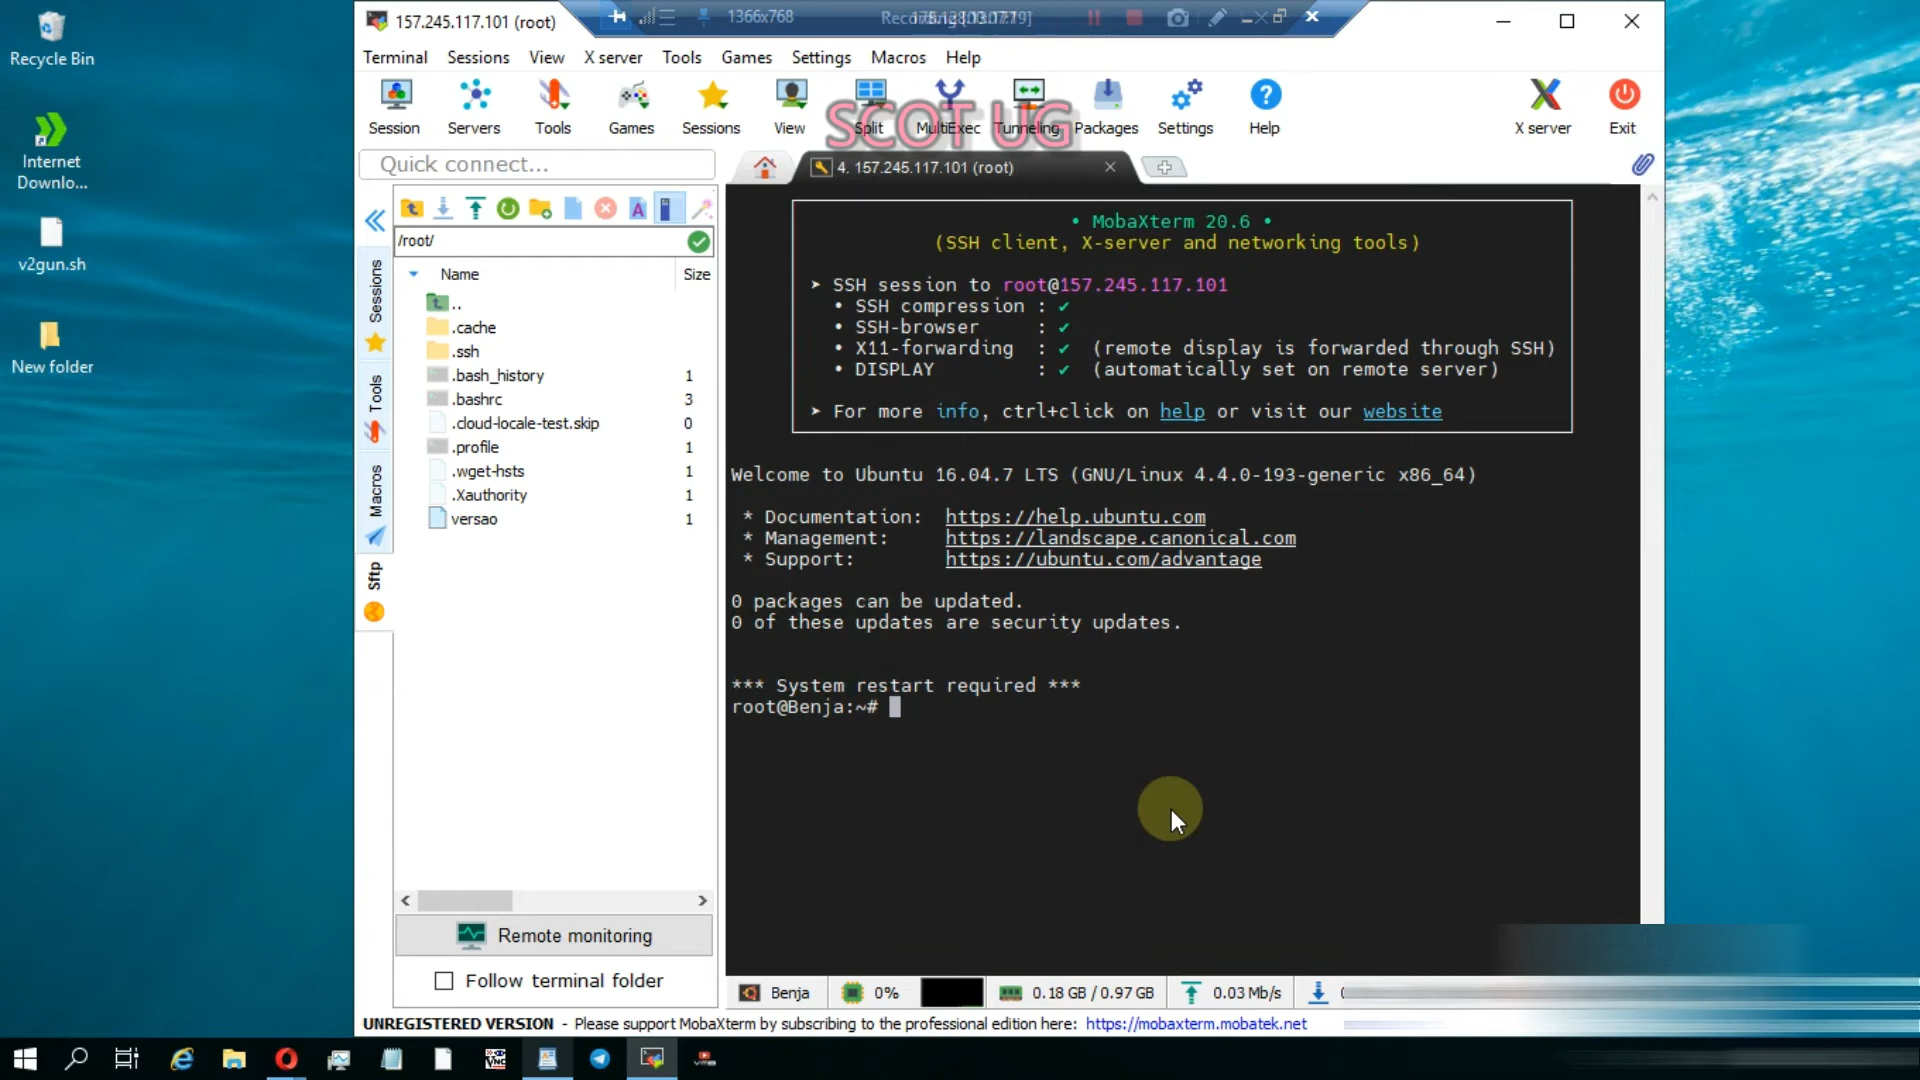 Recycle Bin
Internet
Downlo...
v2gun.sh
New folder
157.245.117.101 (root)
1366x768
Terminal Sessions View X server Tools Games Settings Macros Help
Session Servers Tools Games Sessions View Split MultiExec Tunneling Packages Settings Help X server Exit
SCOT UG
Quick connect...
4. 157.245.117.101 (root)
/root/
Name Size
..
.cache
.ssh
.bash_history 1
.bashrc 3
.cloud-locale-test.skip 0
.profile 1
.wget-hsts 1
.Xauthority 1
versao 1
Sessions
Tools
Macros
Sftp
Remote monitoring
Follow terminal folder
• MobaXterm 20.6 •
(SSH client, X-server and networking tools)
➤ SSH session to root@157.245.117.101
• SSH compression : ✔
• SSH-browser : ✔
• X11-forwarding : ✔ (remote display is forwarded through SSH)
• DISPLAY : ✔ (automatically set on remote server)
➤ For more info, ctrl+click on help or visit our website
Welcome to Ubuntu 16.04.7 LTS (GNU/Linux 4.4.0-193-generic x86_64)
* Documentation: https://help.ubuntu.com
* Management: https://landscape.canonical.com
* Support: https://ubuntu.com/advantage
0 packages can be updated.
0 of these updates are security updates.
*** System restart required ***
root@Benja:~#
Benja 0% 0.18 GB / 0.97 GB 0.03 Mb/s
UNREGISTERED VERSION - Please support MobaXterm by subscribing to the professional edition here: https://mobaxterm.mobatek.net